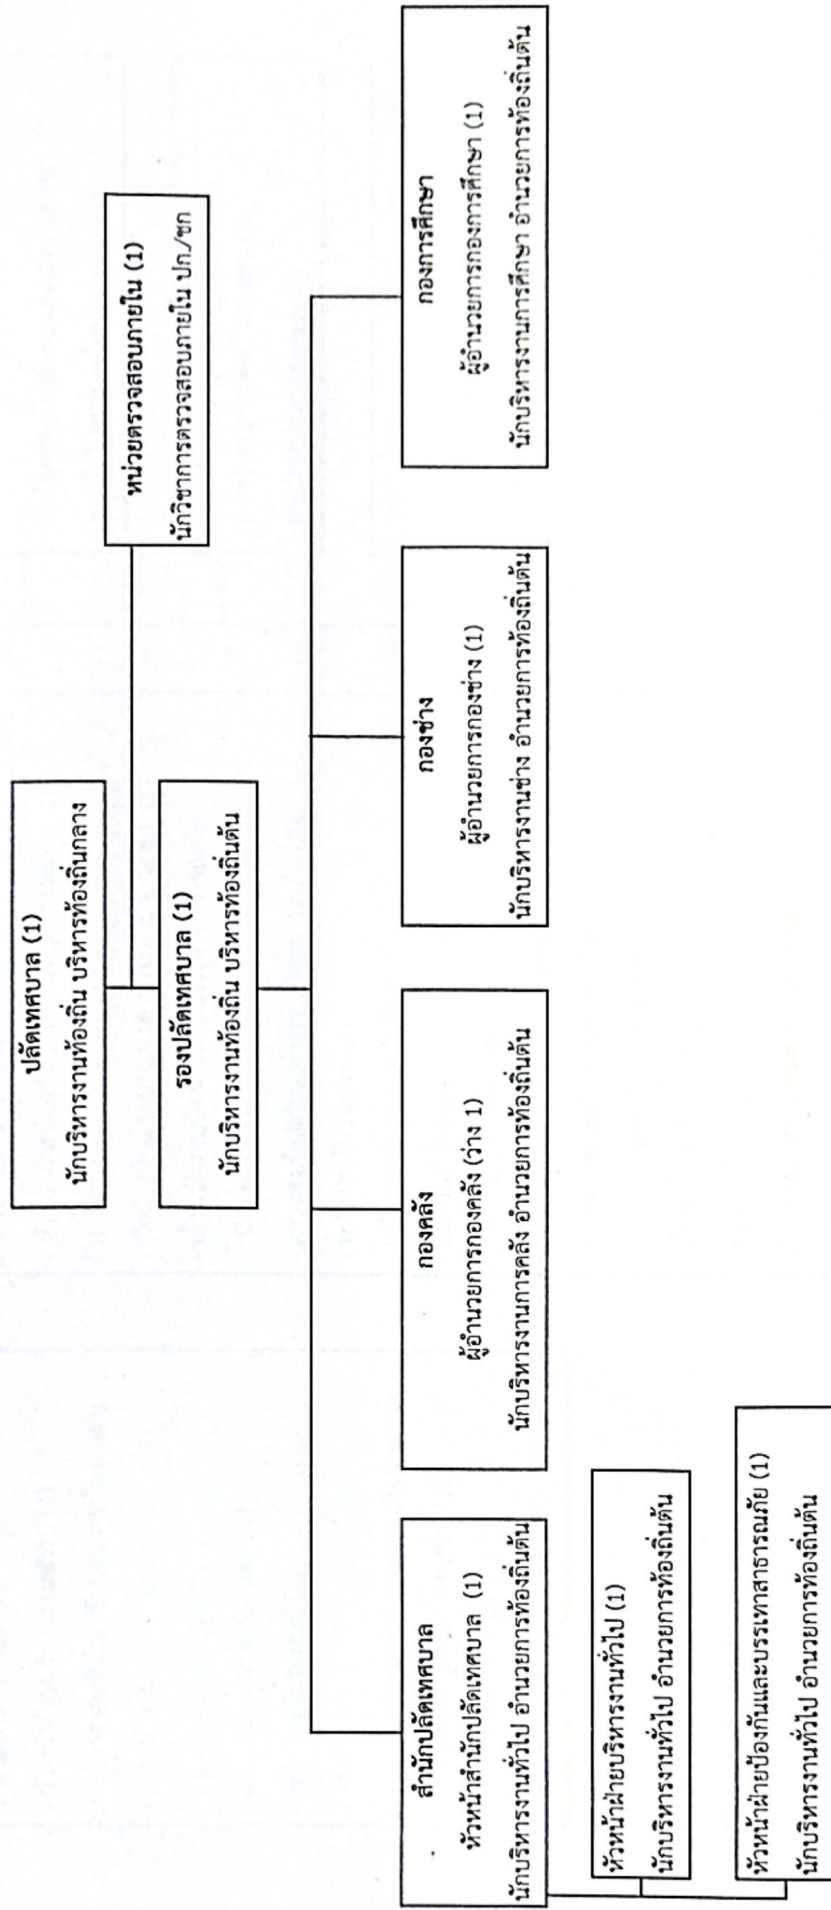 ปลัดเทศบาล (1)
นักบริหารงานท้องถิ่น บริหารท้องถิ่นกลาง
หน่วยตรวจสอบภายใน (1)
นักวิชาการตรวจสอบภายใน ปก./ชก
รองปลัดเทศบาล (1)
นักบริหารงานท้องถิ่น บริหารท้องถิ่นต้น
สำนักปลัดเทศบาล
หัวหน้าสำนักปลัดเทศบาล (1)
นักบริหารงานทั่วไป อำนวยการท้องถิ่นต้น
กองคลัง
ผู้อำนวยการกองคลัง (ว่าง 1)
นักบริหารงานการคลัง อำนวยการท้องถิ่นต้น
กองช่าง
ผู้อำนวยการกองช่าง (1)
นักบริหารงานช่าง อำนวยการท้องถิ่นต้น
กองการศึกษา
ผู้อำนวยการกองการศึกษา (1)
นักบริหารงานการศึกษา อำนวยการท้องถิ่นต้น
หัวหน้าฝ่ายบริหารงานทั่วไป (1)
นักบริหารงานทั่วไป อำนวยการท้องถิ่นต้น
หัวหน้าฝ่ายป้องกันและบรรเทาสาธารณภัย (1)
นักบริหารงานทั่วไป อำนวยการท้องถิ่นต้น